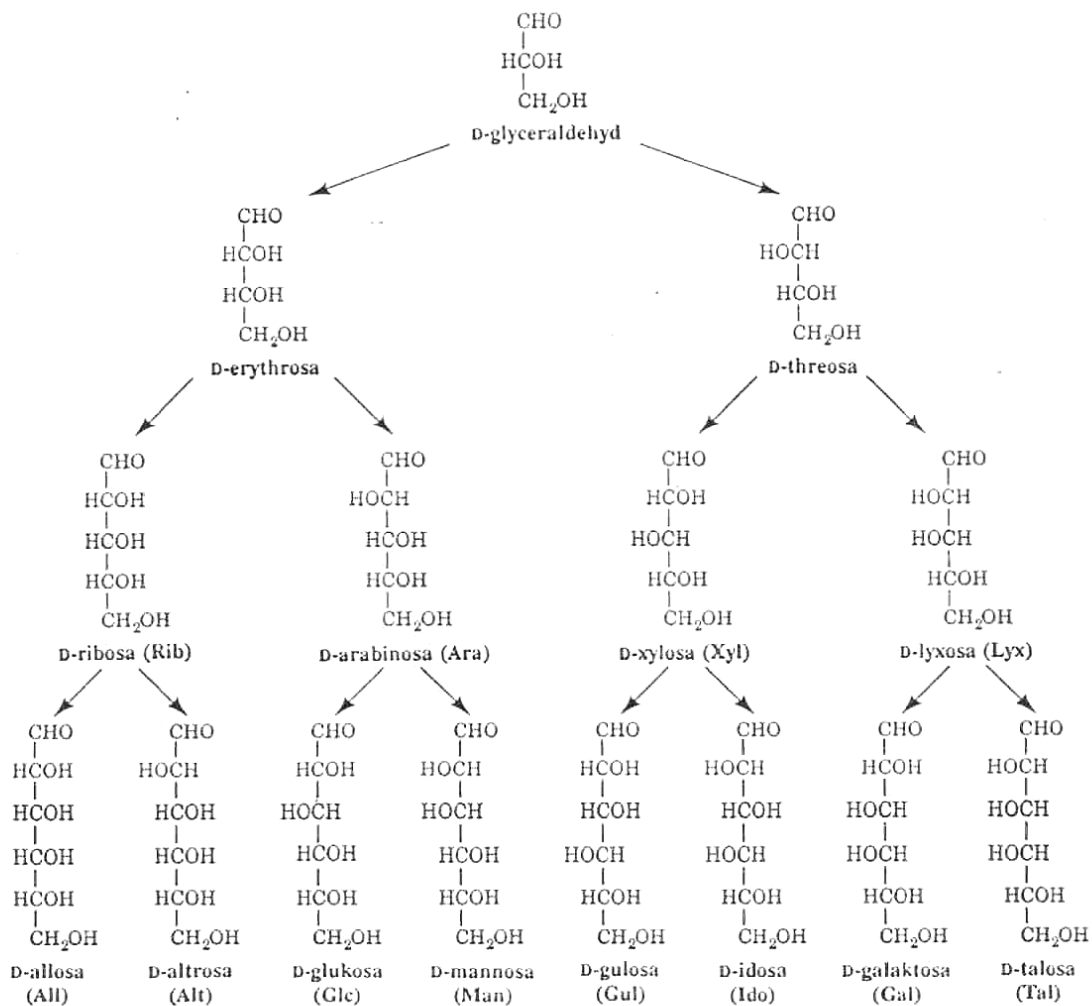 CHO
HCOH
CH₂OH
D-glyceraldehyd
CHO
HCOH
HCOH
CH₂OH
D-erythrosa
CHO
HOCH
HCOH
CH₂OH
D-threosa
CHO
HCOH
HCOH
HCOH
CH₂OH
D-ribosa (Rib)
CHO
HOCH
HCOH
HCOH
CH₂OH
D-arabinosa (Ara)
CHO
HCOH
HOCH
HCOH
CH₂OH
D-xylosa (Xyl)
CHO
HOCH
HOCH
HCOH
CH₂OH
D-lyxosa (Lyx)
CHO
HCOH
HCOH
HCOH
HCOH
CH₂OH
D-allosa
(All)
CHO
HOCH
HCOH
HCOH
HCOH
CH₂OH
D-altrosa
(Alt)
CHO
HCOH
HOCH
HCOH
HCOH
CH₂OH
D-glukosa
(Glc)
CHO
HOCH
HOCH
HCOH
HCOH
CH₂OH
D-mannosa
(Man)
CHO
HCOH
HCOH
HOCH
HCOH
CH₂OH
D-gulosa
(Gul)
CHO
HOCH
HCOH
HOCH
HCOH
CH₂OH
D-idosa
(Ido)
CHO
HCOH
HOCH
HOCH
HCOH
CH₂OH
D-galaktosa
(Gal)
CHO
HOCH
HOCH
HOCH
HCOH
CH₂OH
D-talosa
(Tal)